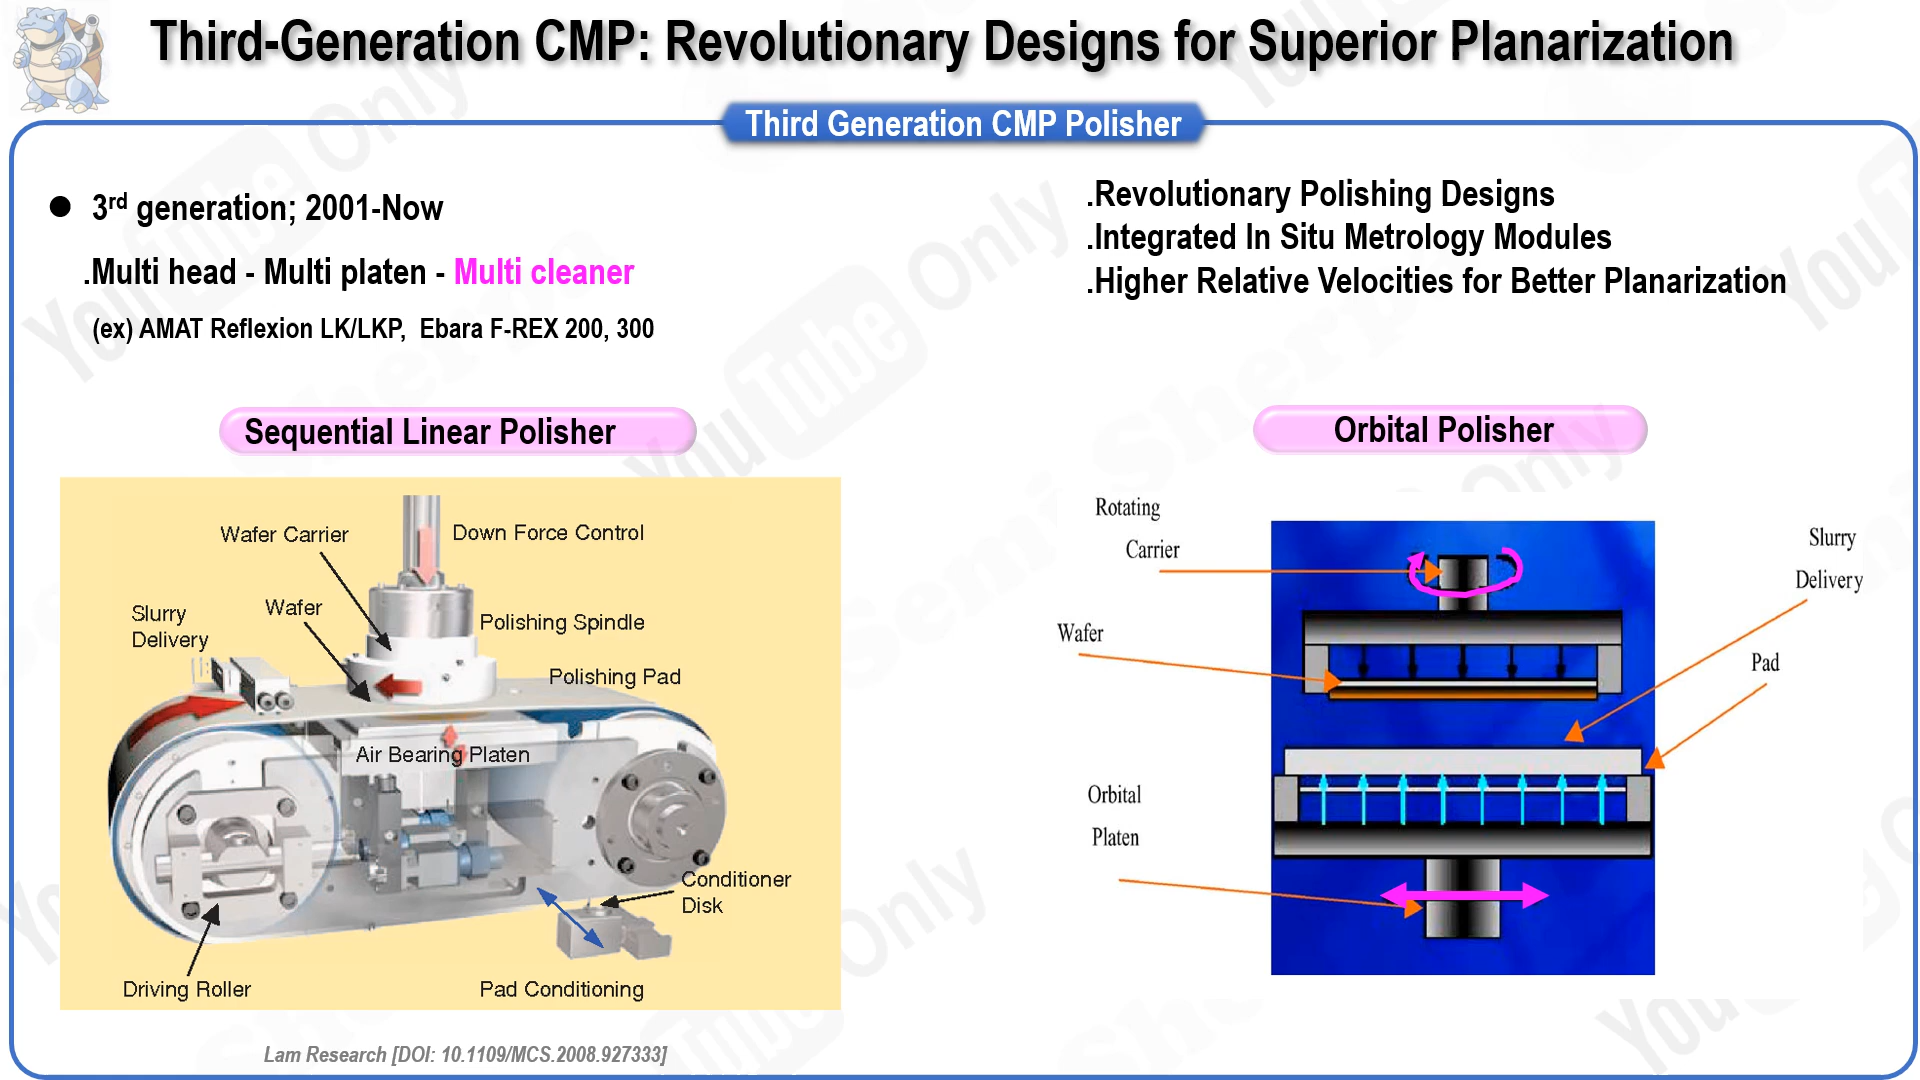 Third-Generation CMP: Revolutionary Designs for Superior Planarization
Third Generation CMP Polisher
● 3rd generation; 2001-Now
.Multi head - Multi platen - Multi cleaner
(ex) AMAT Reflexion LK/LKP, Ebara F-REX 200, 300
.Revolutionary Polishing Designs
.Integrated In Situ Metrology Modules
.Higher Relative Velocities for Better Planarization
Sequential Linear Polisher
Wafer Carrier
Down Force Control
Slurry
Delivery
Wafer
Polishing Spindle
Polishing Pad
Air Bearing Platen
Conditioner
Disk
Driving Roller
Pad Conditioning
Lam Research [DOI: 10.1109/MCS.2008.927333]
Orbital Polisher
Rotating
Carrier
Slurry
Delivery
Wafer
Pad
Orbital
Platen
YouTube Only
Semi Sherpa